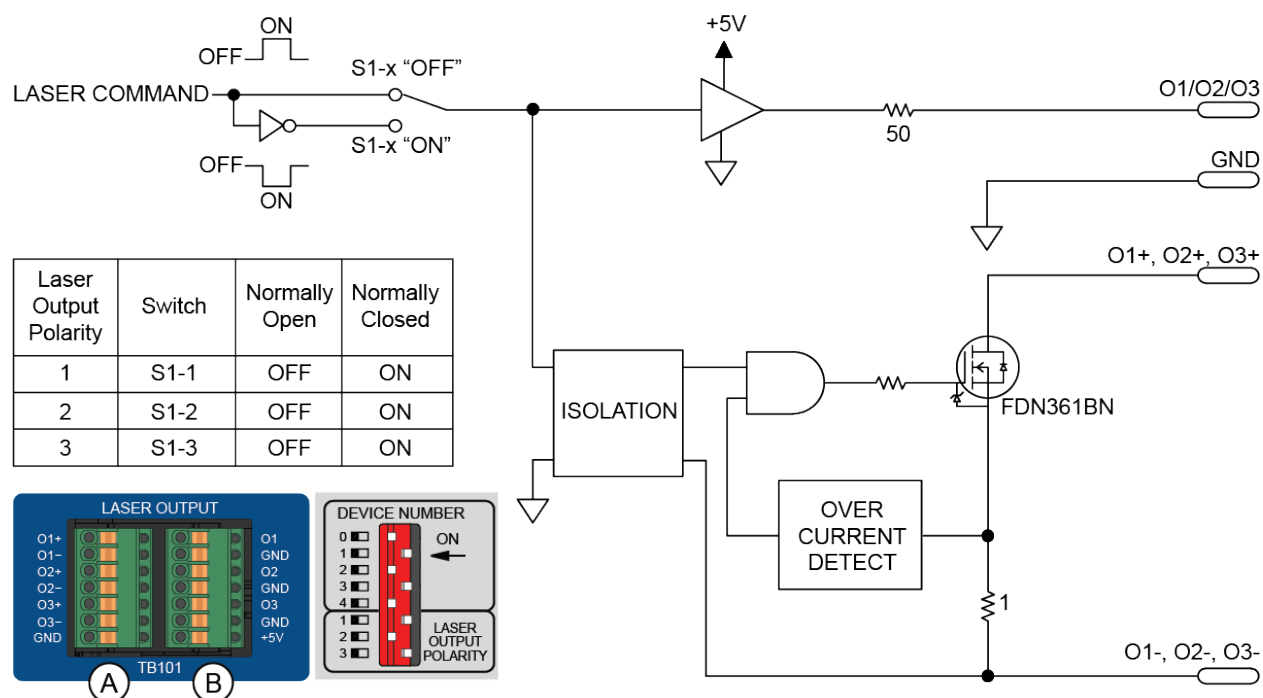 ON
OFF
LASER COMMAND
S1-x “OFF”
S1-x “ON”
OFF
ON
+5V
50
O1/O2/O3
GND
O1+, O2+, O3+
Laser Output Polarity
Switch
Normally Open
Normally Closed
1 S1-1 OFF ON
2 S1-2 OFF ON
3 S1-3 OFF ON
ISOLATION
FDN361BN
OVER
CURRENT
DETECT
1
O1-, O2-, O3-
LASER OUTPUT
O1+
O1−
O2+
O2−
O3+
O3−
GND
O1
GND
O2
GND
O3
GND
+5V
TB101
A
B
DEVICE NUMBER
0
1
2
3
4
ON
1
2
3
LASER
OUTPUT
POLARITY